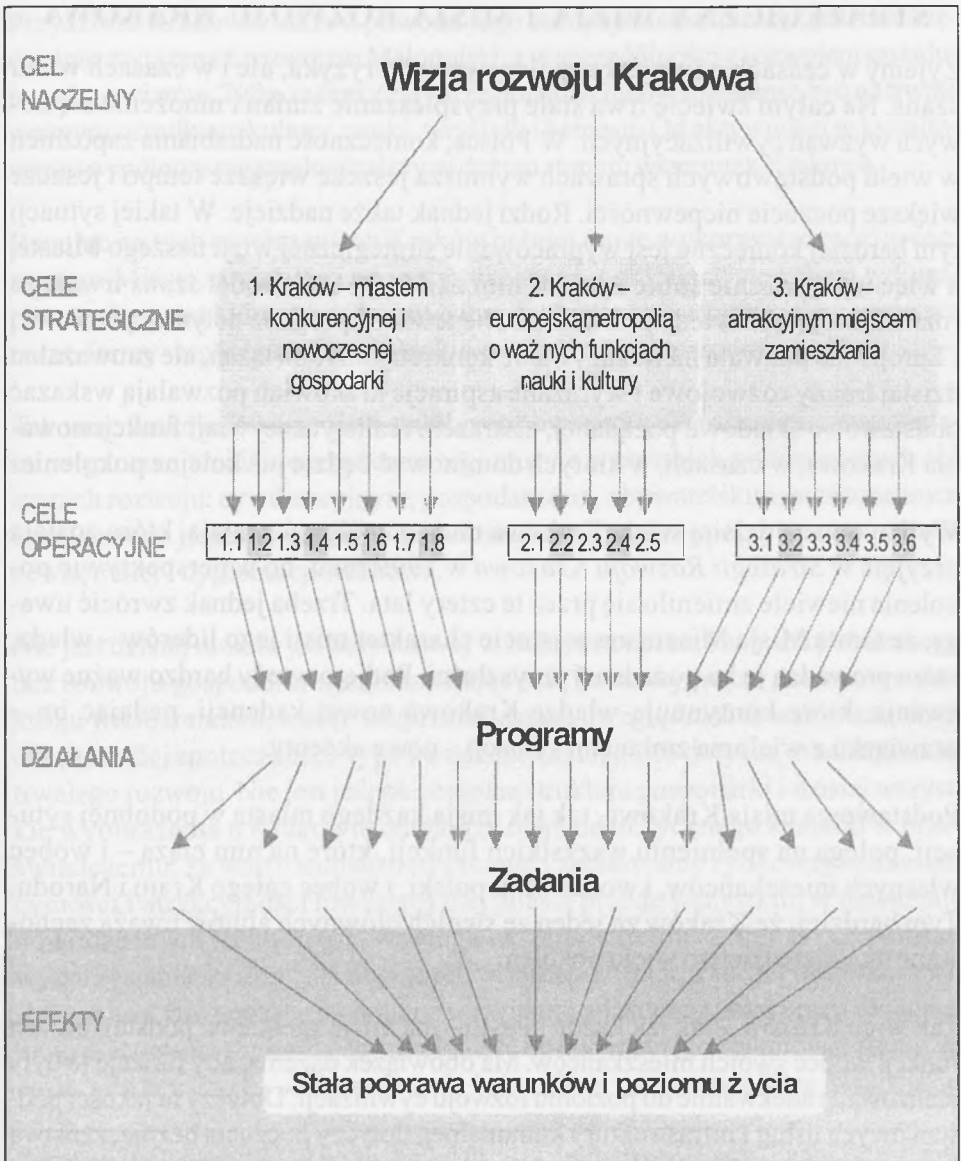 CEL
NACZELNY
Wizja rozwoju Krakowa
CELE
STRATEGICZNE
1. Kraków – miastem
konkurencyjnej i
nowoczesnej
gospodarki
2. Kraków –
europejską metropolią
o ważnych funkcjach
nauki i kultury
3. Kraków –
atrakcyjnym miejscem
zamieszkania
CELE
OPERACYJNE
1.1 1.2 1.3 1.4 1.5 1.6 1.7 1.8
2.1 2.2 2.3 2.4 2.5
3.1 3.2 3.3 3.4 3.5 3.6
Programy
DZIAŁANIA
Zadania
EFEKTY
Stała poprawa warunków i poziomu życia